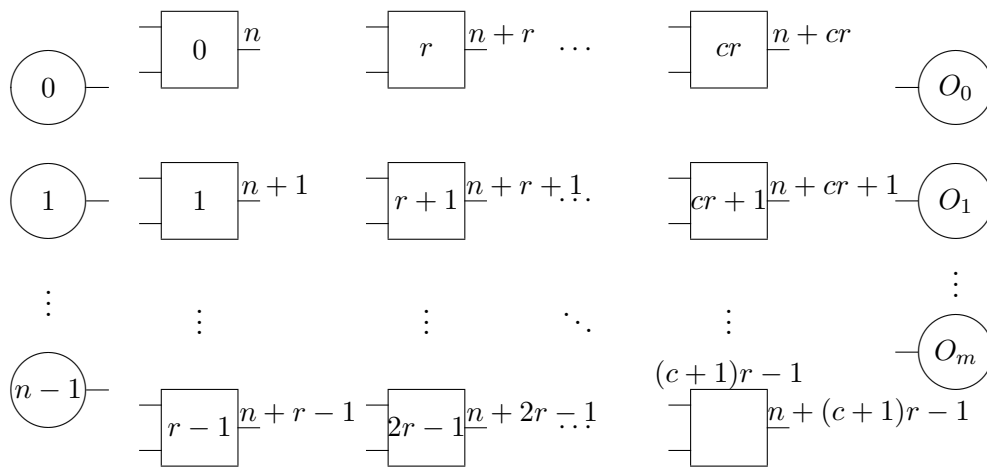 0 n r n + r ... cr n + cr
0 O_0
1 1 n + 1 r + 1 n + r + 1 ... cr + 1 n + cr + 1 O_1
⋮ ⋮ ⋮ ⋱ ⋮ ⋮
O_m
n − 1 (c + 1)r − 1
r − 1 n + r − 1 2r − 1 n + 2r − 1 ... n + (c + 1)r − 1